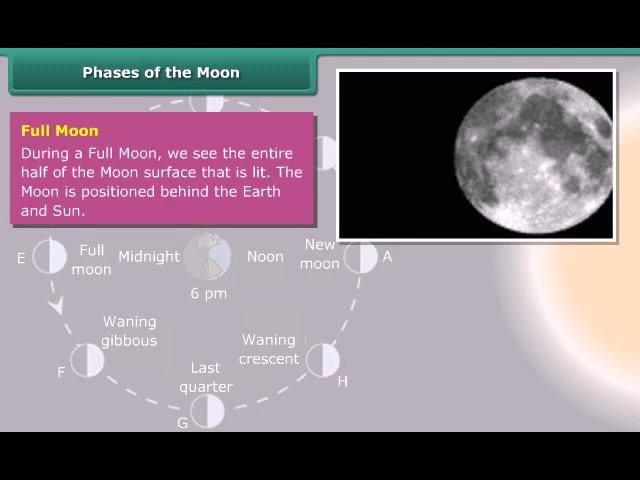 Phases of the Moon
Full Moon
During a Full Moon, we see the entire
half of the Moon surface that is lit. The
Moon is positioned behind the Earth
and Sun.
E
Full
moon
Midnight
Noon
New
moon
A
6 pm
Waning
gibbous
Waning
crescent
F
Last
quarter
H
G